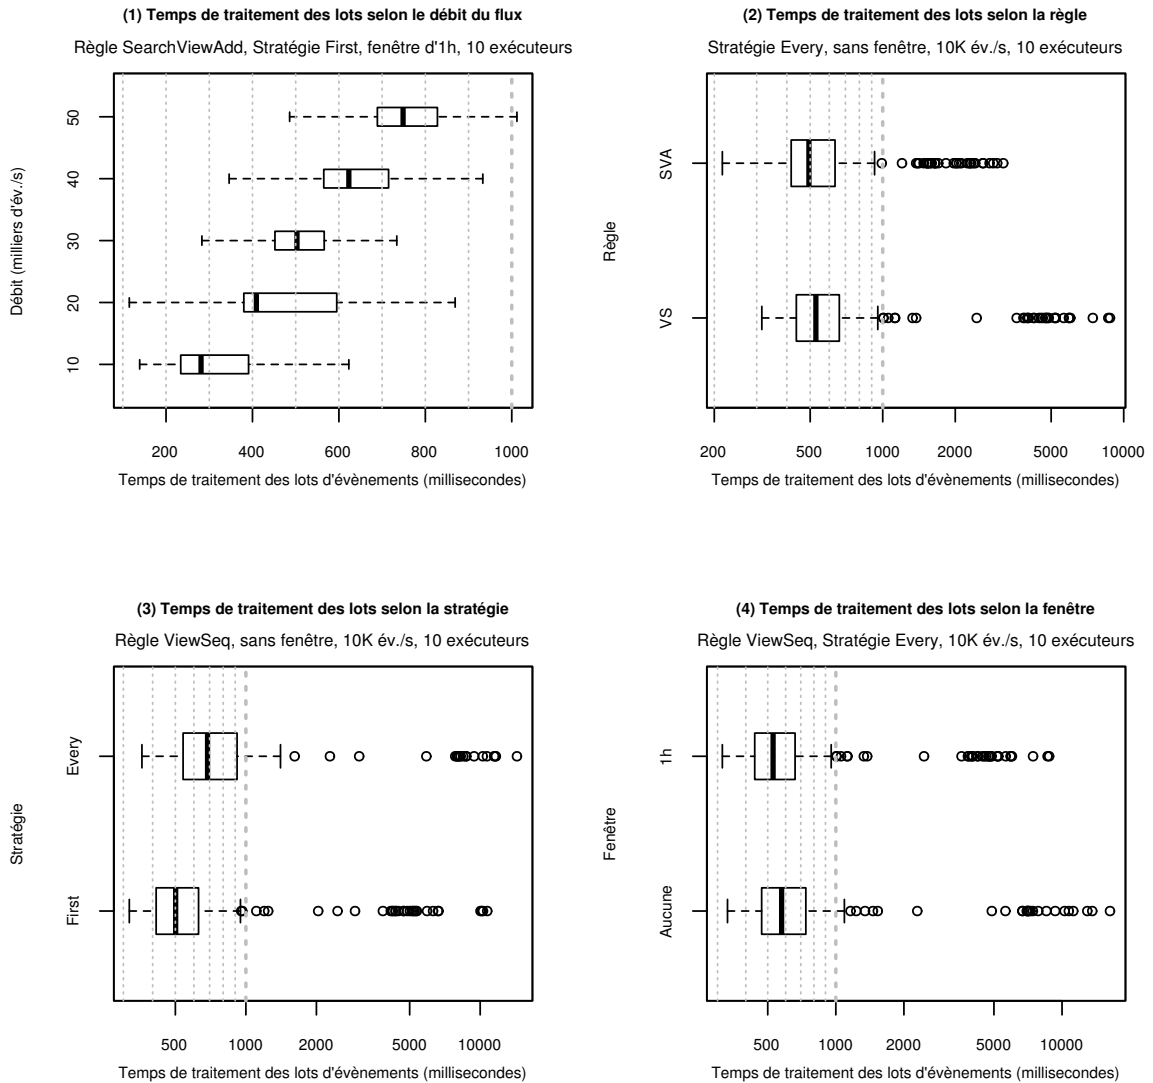 (1) Temps de traitement des lots selon le débit du flux
Règle SearchViewAdd, Stratégie First, fenêtre d'1h, 10 exécuteurs
Débit (milliers d'év./s)
50
40
30
20
10
200 400 600 800 1000
Temps de traitement des lots d'évènements (millisecondes)
(2) Temps de traitement des lots selon la règle
Stratégie Every, sans fenêtre, 10K év./s, 10 exécuteurs
Règle
SVA
VS
200 500 1000 2000 5000 10000
Temps de traitement des lots d'évènements (millisecondes)
(3) Temps de traitement des lots selon la stratégie
Règle ViewSeq, sans fenêtre, 10K év./s, 10 exécuteurs
Stratégie
Every
First
500 1000 2000 5000 10000
Temps de traitement des lots d'évènements (millisecondes)
(4) Temps de traitement des lots selon la fenêtre
Règle ViewSeq, Stratégie Every, 10K év./s, 10 exécuteurs
Fenêtre
1h
Aucune
500 1000 2000 5000 10000
Temps de traitement des lots d'évènements (millisecondes)